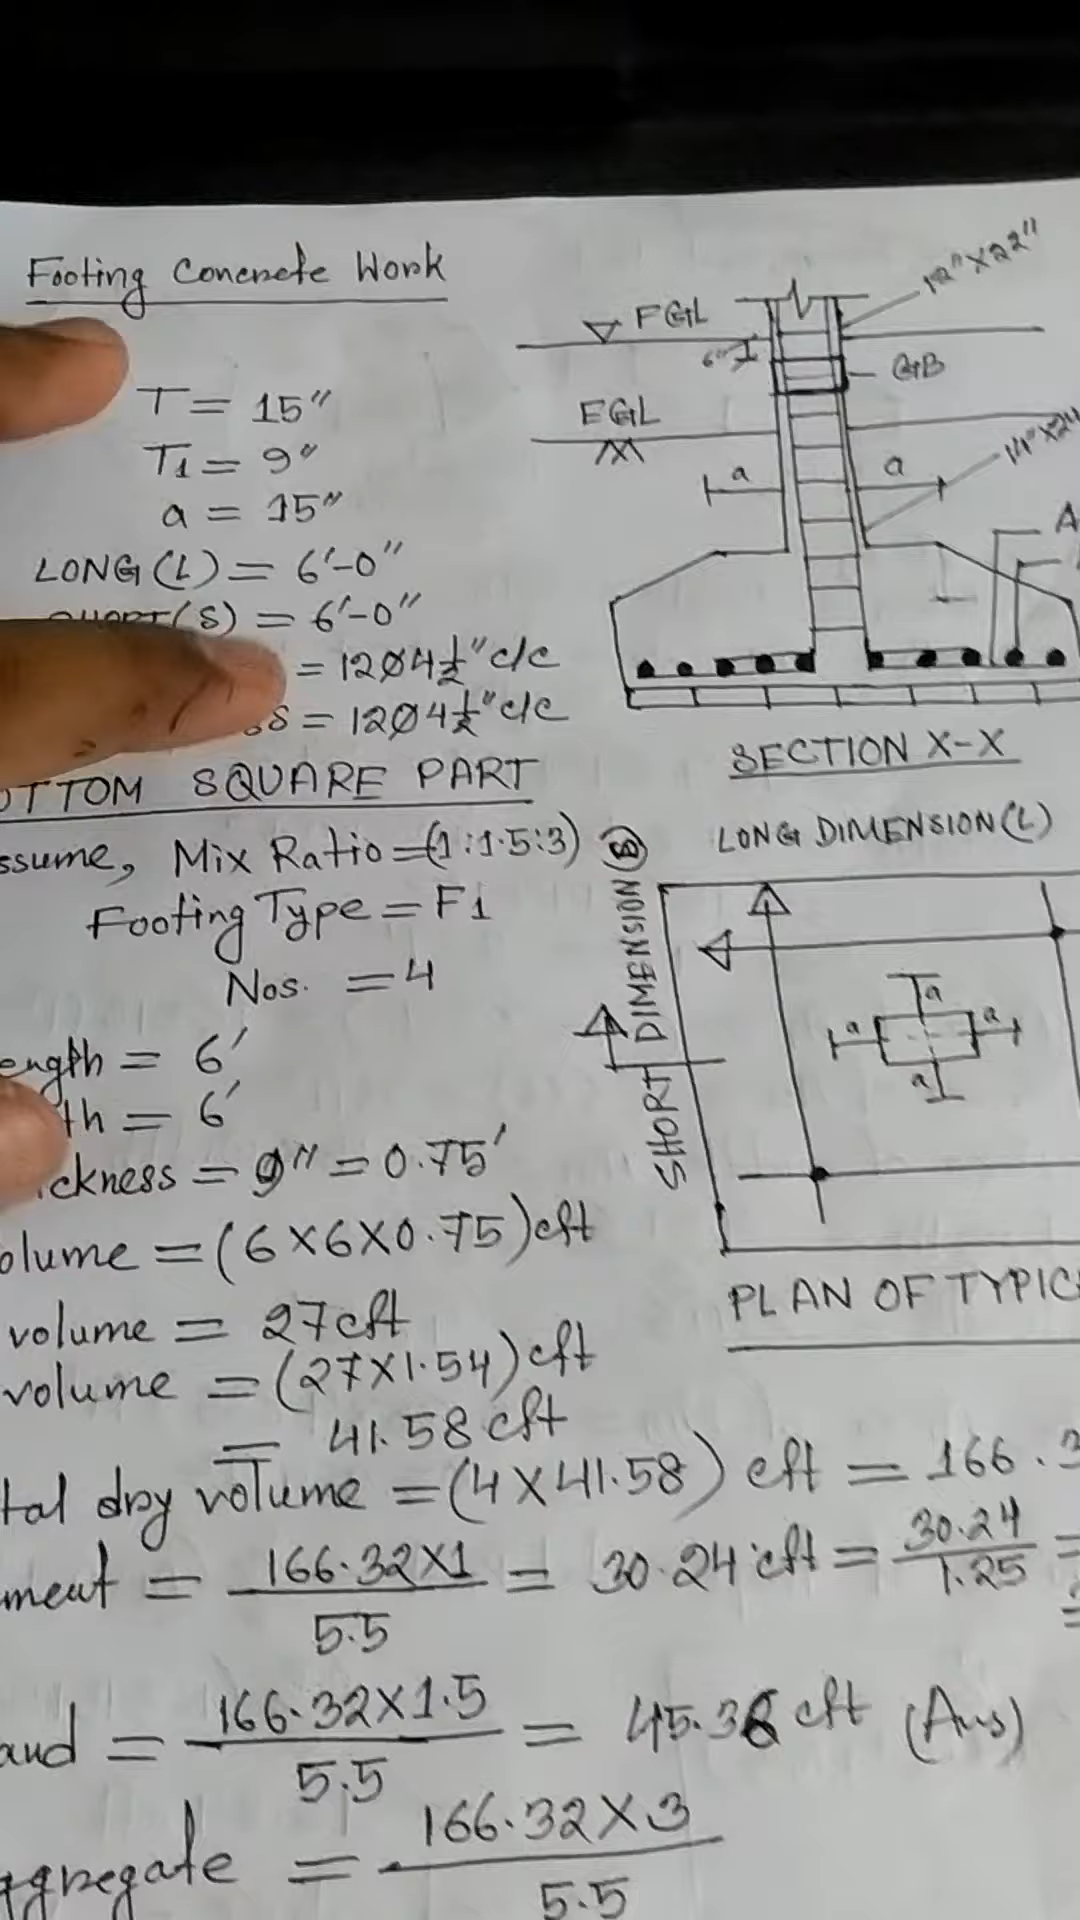 Footing Concrete Work
T = 15"
T1 = 9"
a = 15"
LONG (L) = 6'-0"
SHORT(S) = 6'-0"
= 12Ø4½" c/c
= 12Ø4½" c/c
OTTOM SQUARE PART
ssume, Mix Ratio = (1:1.5:3)
Footing Type = F1
Nos. = 4
ength = 6'
th = 6'
ickness = 9" = 0.75'
olume = (6×6×0.75) cft
volume = 27 cft
volume = (27×1.54) cft
= 41.58 cft
tal dry volume = (4×41.58) cft = 166.3
ment = 166.32×1 / 5.5 = 30.24 cft = 30.24 / 1.25 =
and = 166.32×1.5 / 5.5 = 45.36 cft (Ans)
ggregate = 166.32×3 / 5.5
12"×22"
FGL
6"
GB
EGL
14"×24
a
a
A
SECTION X-X
LONG DIMENSION (L)
SHORT DIMENSION (B)
a
a
a
a
PLAN OF TYPIC